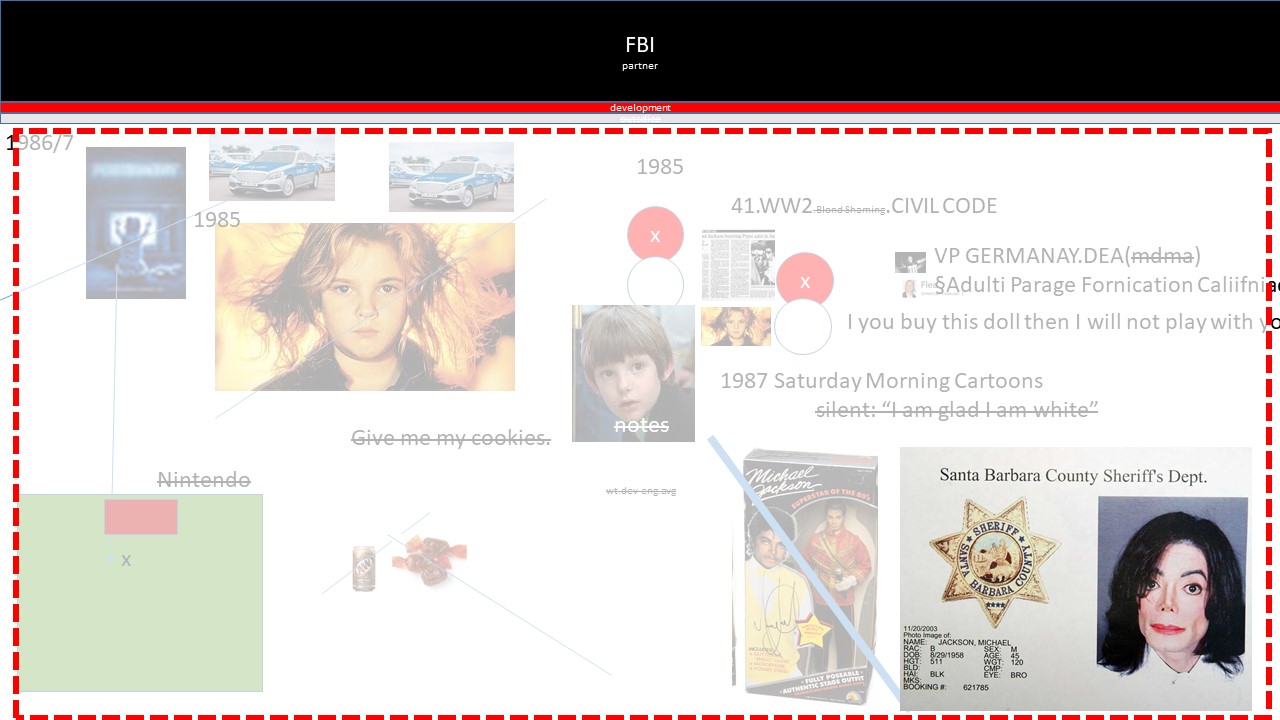 FBI
partner
development
outsidice
1986/7
POLTERGEIST
1985
1985
X
41.WW2.Blond Shaming.CIVIL CODE
X
VP GERMANAY.DEA(mdma)
§Adulti Parage Fornication Caliifniae
I you buy this doll then I will not play with yo
1987 Saturday Morning Cartoons
silent: “I am glad I am white”
notes
Give me my cookies.
Nintendo
wt.dev-eng.avg
X
Michael
Jackson
SUPERSTAR OF THE 80S
FULLY POSEABLE
AUTHENTIC STAGE OUTFIT
Santa Barbara County Sheriff's Dept.
SHERIFF
SANTA BARBARA COUNTY
11/20/2003
Photo Image of:
NAME: JACKSON, MICHAEL
RAC: B SEX: M
DOB: 8/29/1958 AGE: 45
HGT: 511 WGT: 120
BLD: CMP:
HAI: BLK EYE: BRO
MKS:
BOOKING #: 621785